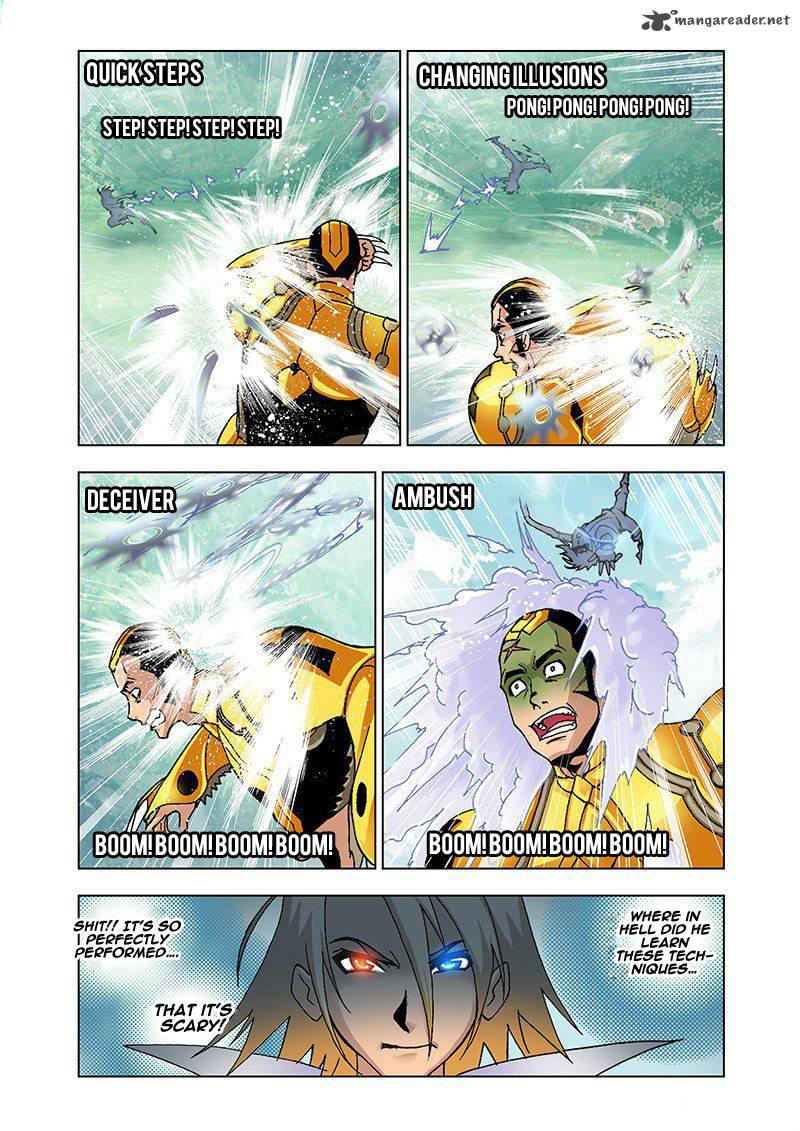 mangareader.net
QUICK STEPS
STEP! STEP! STEP! STEP!
CHANGING ILLUSIONS
PONG! PONG! PONG! PONG!
DECEIVER
BOOM! BOOM! BOOM! BOOM!
AMBUSH
BOOM! BOOM! BOOM! BOOM!
SHIT!! IT'S SO
I PERFECTLY
PERFORMED....
THAT IT'S
SCARY!
WHERE IN
HELL DID HE
LEARN
THESE TECH-
NIQUES...